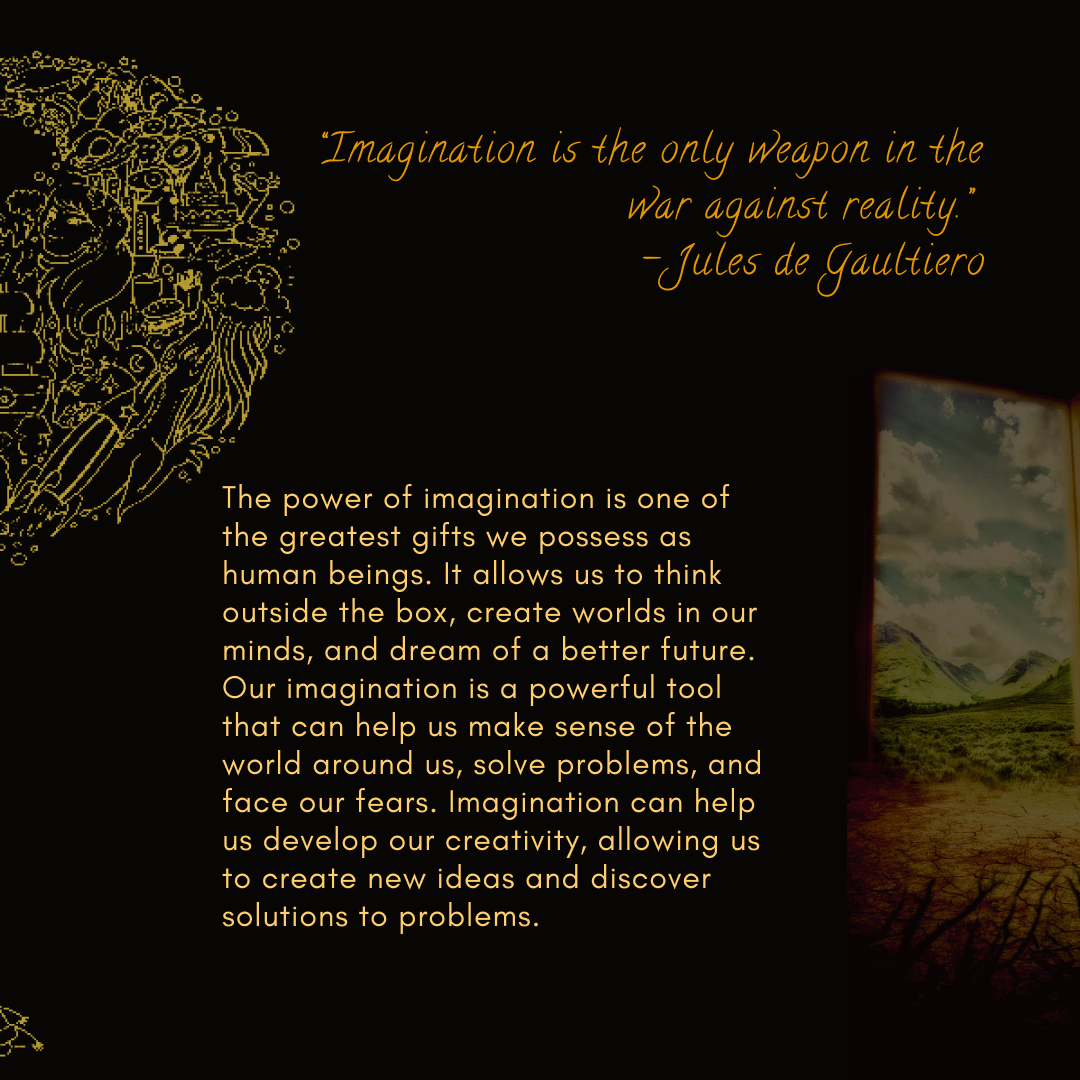 “Imagination is the only weapon in the
war against reality.”
–Jules de Gaultiero
The power of imagination is one of
the greatest gifts we possess as
human beings. It allows us to think
outside the box, create worlds in our
minds, and dream of a better future.
Our imagination is a powerful tool
that can help us make sense of the
world around us, solve problems, and
face our fears. Imagination can help
us develop our creativity, allowing us
to create new ideas and discover
solutions to problems.